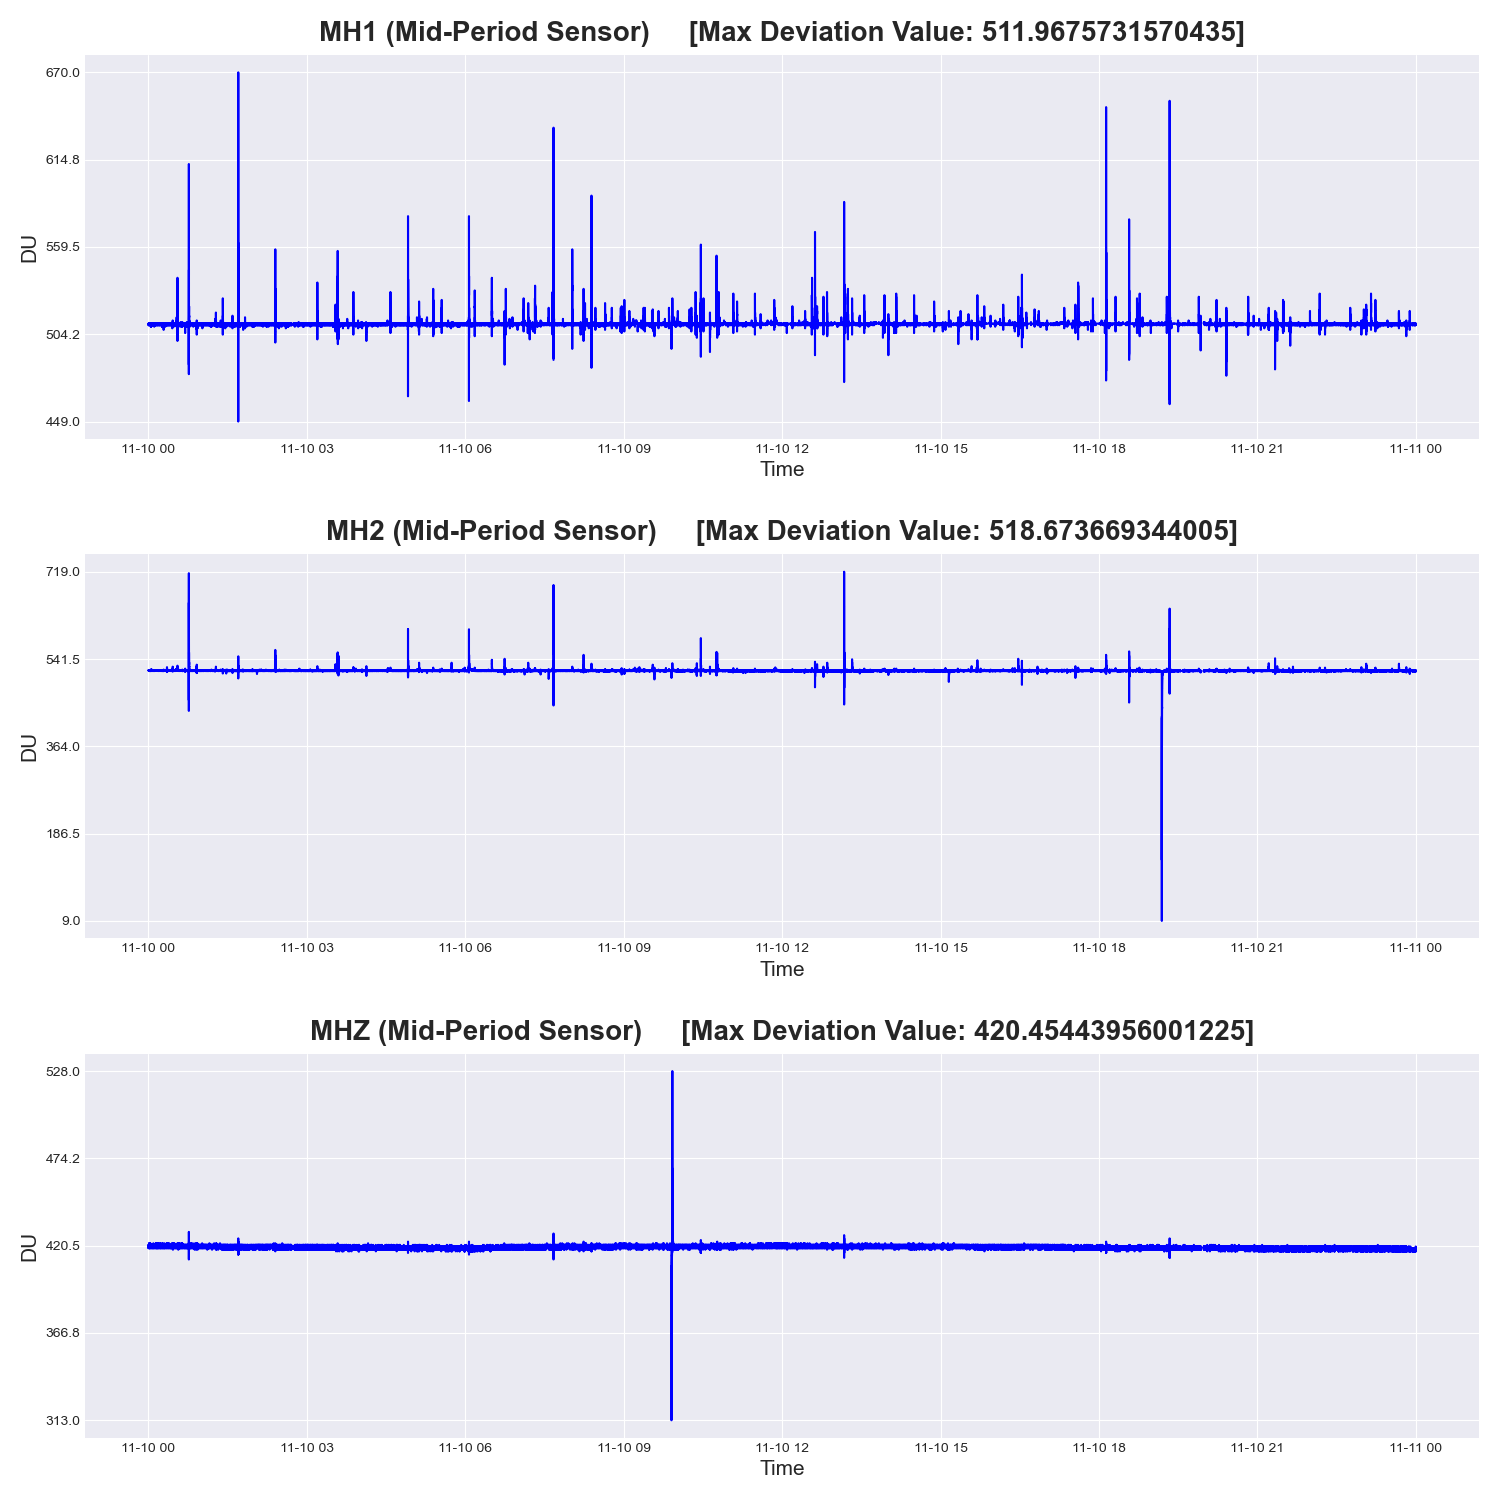 MH1 (Mid-Period Sensor) [Max Deviation Value: 511.9675731570435]
670.0
614.8
559.5
504.2
449.0
DU
11-10 00 11-10 03 11-10 06 11-10 09 11-10 12 11-10 15 11-10 18 11-10 21 11-11 00
Time
MH2 (Mid-Period Sensor) [Max Deviation Value: 518.673669344005]
719.0
541.5
364.0
186.5
9.0
DU
11-10 00 11-10 03 11-10 06 11-10 09 11-10 12 11-10 15 11-10 18 11-10 21 11-11 00
Time
MHZ (Mid-Period Sensor) [Max Deviation Value: 420.45443956001225]
528.0
474.2
420.5
366.8
313.0
DU
11-10 00 11-10 03 11-10 06 11-10 09 11-10 12 11-10 15 11-10 18 11-10 21 11-11 00
Time